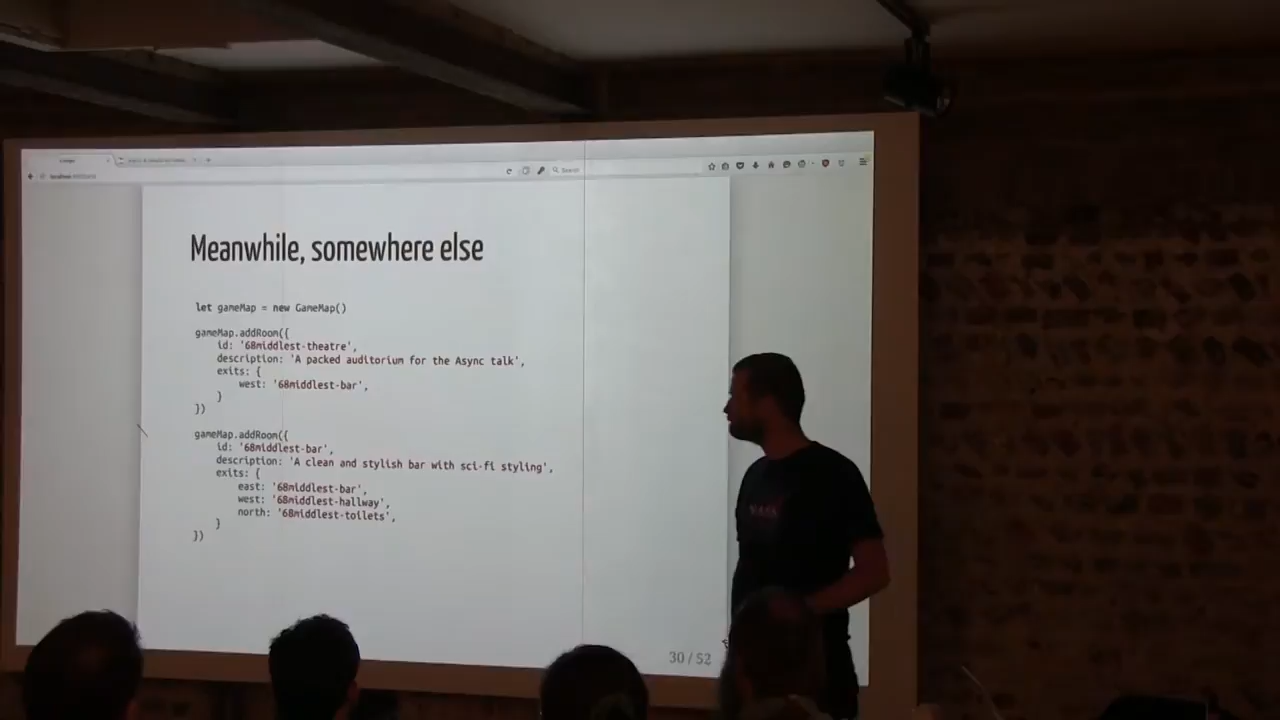 Search
Meanwhile, somewhere else
let gameMap = new GameMap()
gameMap.addRoom({
id: '68middlest-theatre',
description: 'A packed auditorium for the Async talk',
exits: {
west: '68middlest-bar',
}
})
gameMap.addRoom({
id: '68middlest-bar',
description: 'A clean and stylish bar with sci-fi styling',
exits: {
east: '68middlest-bar',
west: '68middlest-hallway',
north: '68middlest-toilets',
}
})
NASA
30 / 52